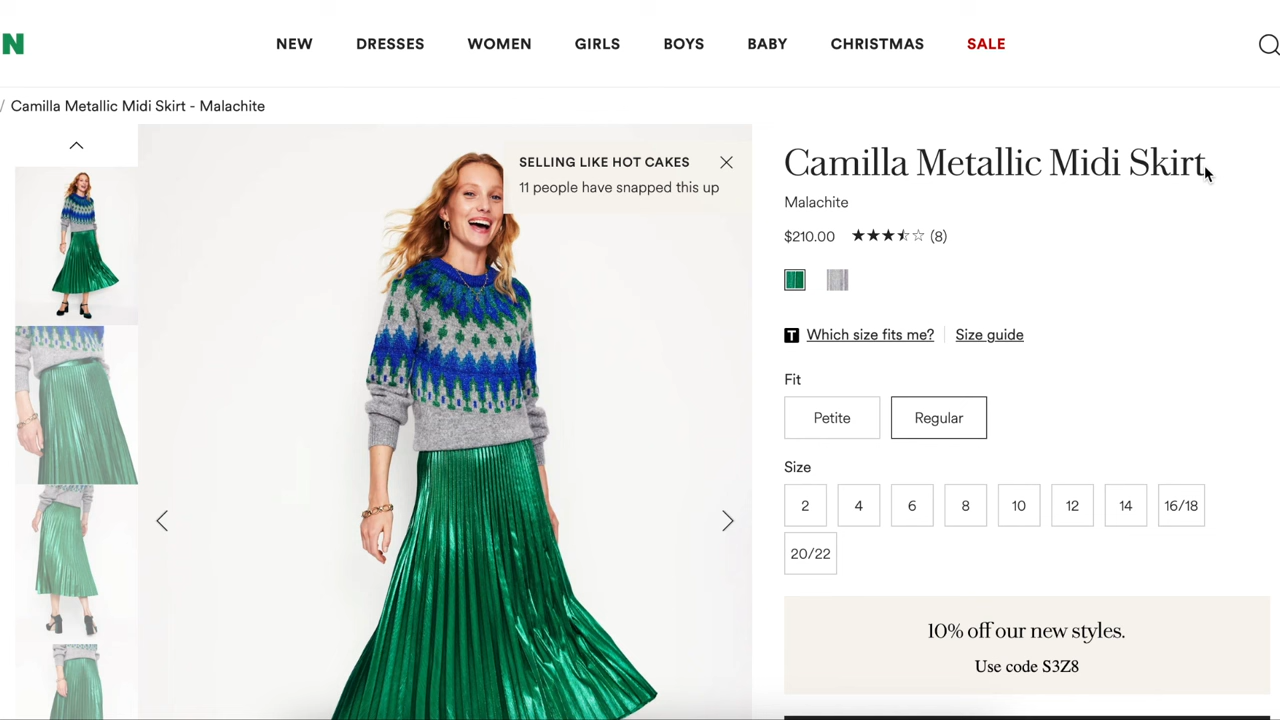 N
NEW DRESSES WOMEN GIRLS BOYS BABY CHRISTMAS SALE
/ Camilla Metallic Midi Skirt - Malachite
SELLING LIKE HOT CAKES
11 people have snapped this up
Camilla Metallic Midi Skirt
Malachite
$210.00 (8)
T Which size fits me? Size guide
Fit
Petite Regular
Size
2 4 6 8 10 12 14 16/18
20/22
10% off our new styles.
Use code S3Z8